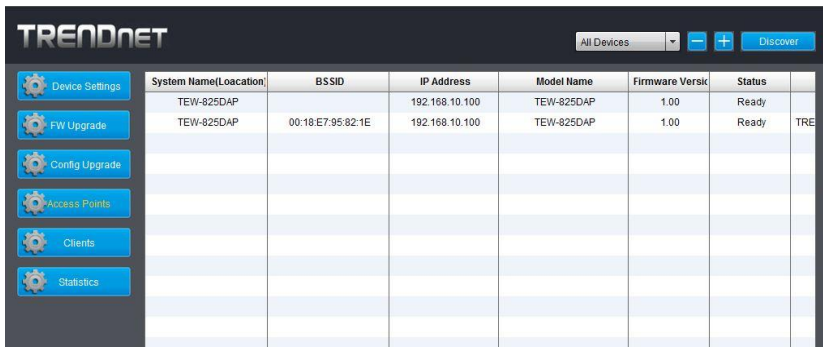 TRENDnET
All Devices
Discover
Device Settings
FW Upgrade
Config Upgrade
Access Points
Clients
Statistics
System Name(Loacation) BSSID IP Address Model Name Firmware Versic Status
TEW-825DAP 192.168.10.100 TEW-825DAP 1.00 Ready
TEW-825DAP 00:18:E7:95:82:1E 192.168.10.100 TEW-825DAP 1.00 Ready TRE